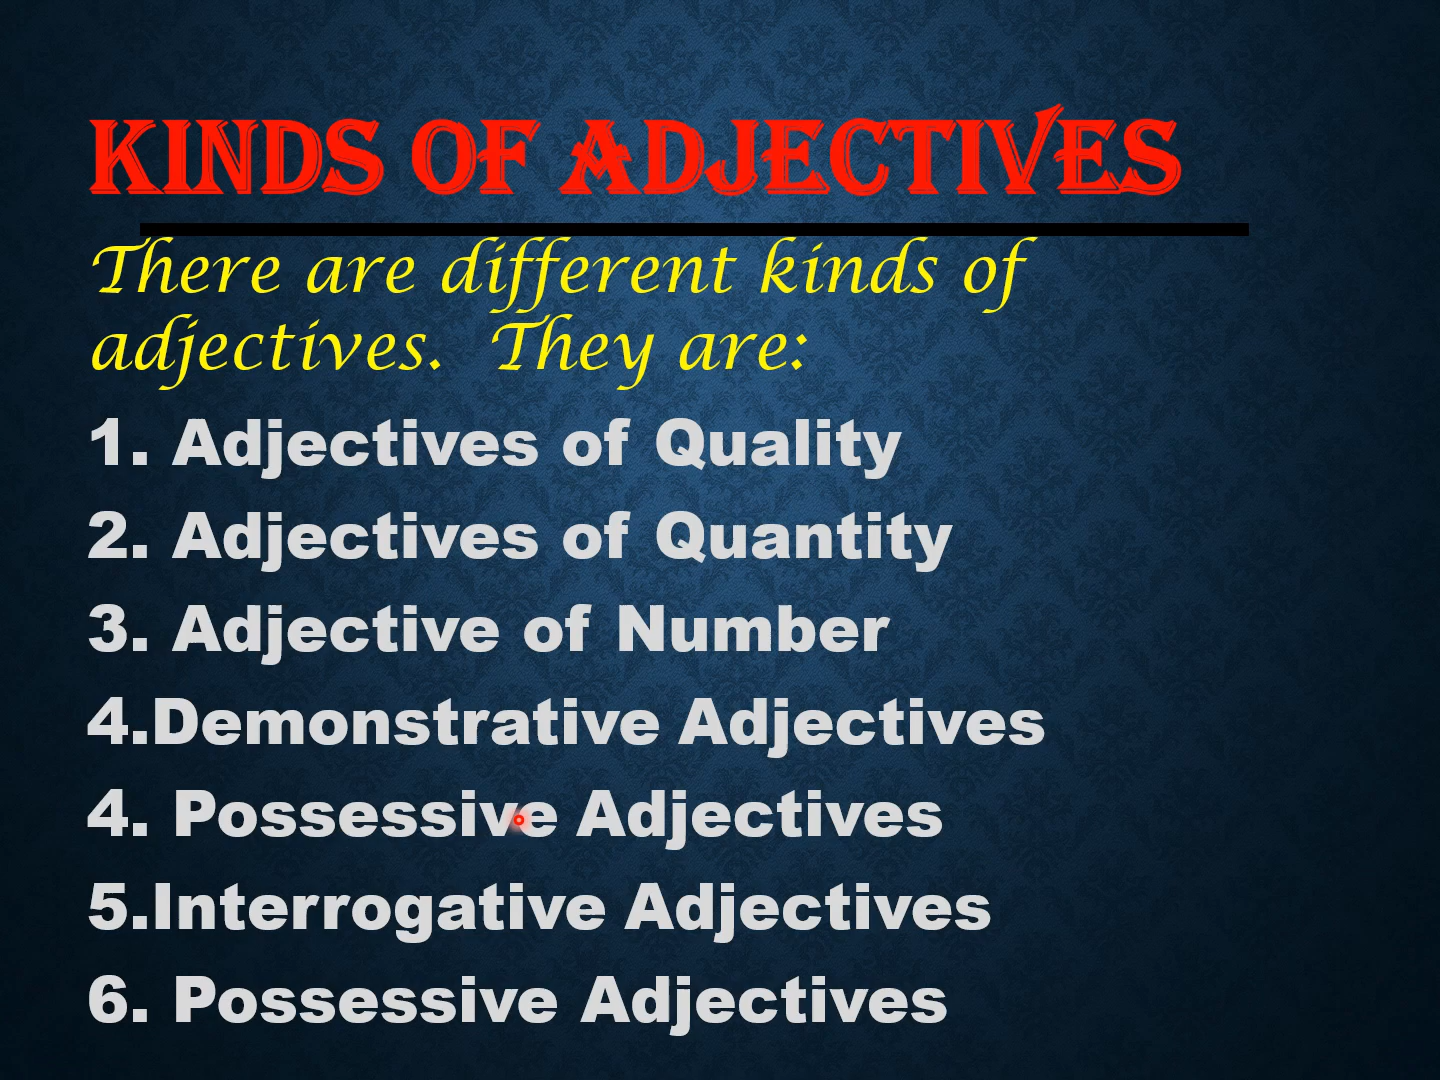 KINDS OF ADJECTIVES
There are different kinds of
adjectives.  They are:
1. Adjectives of Quality
2. Adjectives of Quantity
3. Adjective of Number
4.Demonstrative Adjectives
4. Possessive Adjectives
5.Interrogative Adjectives
6. Possessive Adjectives